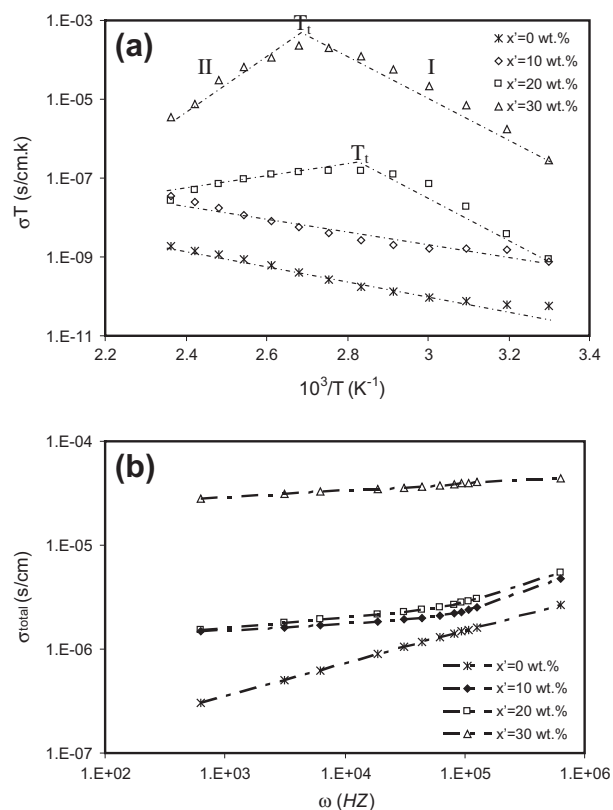 (a)
T_t
II
I
T_t
x'=0 wt.%
x'=10 wt.%
x'=20 wt.%
x'=30 wt.%
1.E-03
1.E-05
1.E-07
1.E-09
1.E-11
σT (s/cm.k)
2.2 2.4 2.6 2.8 3 3.2 3.4
10³/T (K⁻¹)
(b)
1.E-04
1.E-05
1.E-06
1.E-07
σtotal (s/cm)
x'=0 wt.%
x'=10 wt.%
x'=20 wt.%
x'=30 wt.%
1.E+02 1.E+03 1.E+04 1.E+05 1.E+06
ω (HZ)